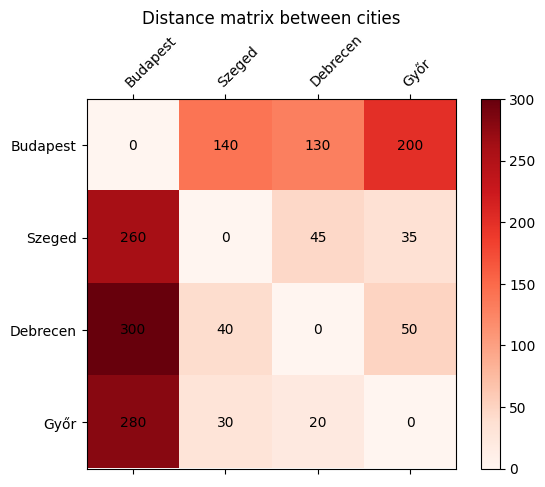 Distance matrix between cities
Budapest Szeged Debrecen Győr
Budapest 0 140 130 200
Szeged 260 0 45 35
Debrecen 300 40 0 50
Győr 280 30 20 0
300
250
200
150
100
50
0